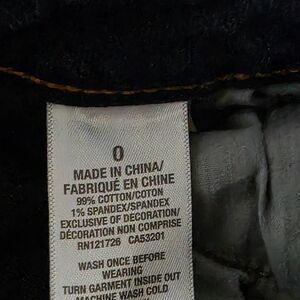 0
MADE IN CHINA/
FABRIQUÉ EN CHINE
99% COTTON/COTON
1% SPANDEX/SPANDEX
EXCLUSIVE OF DECORATION/
DÉCORATION NON COMPRISE
RN121726 CA53201
WASH ONCE BEFORE
WEARING
TURN GARMENT INSIDE OUT
MACHINE WASH COLD